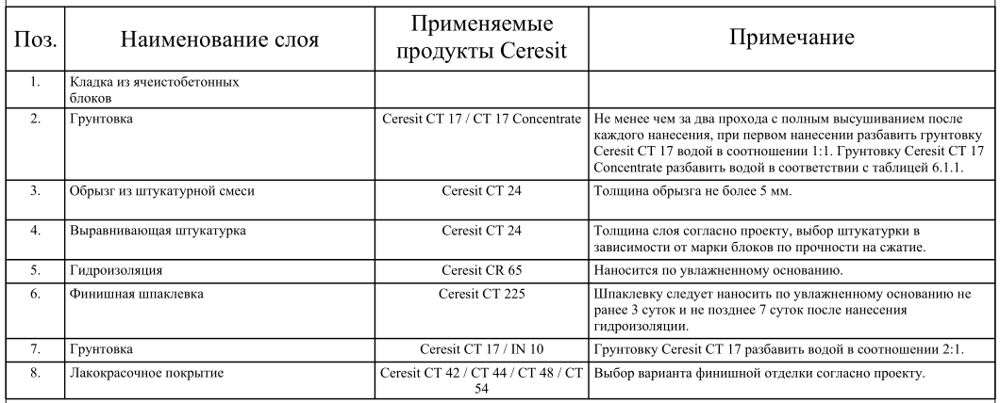 Поз.
Наименование слоя
Применяемые
продукты Ceresit
Примечание
1.
Кладка из ячеистобетонных
блоков
2.
Грунтовка
Ceresit CT 17 / CT 17 Concentrate
Не менее чем за два прохода с полным высушиванием после
каждого нанесения, при первом нанесении разбавить грунтовку
Ceresit CT 17 водой в соотношении 1:1. Грунтовку Ceresit CT 17
Concentrate разбавить водой в соответствии с таблицей 6.1.1.
3.
Обрызг из штукатурной смеси
Ceresit CT 24
Толщина обрызга не более 5 мм.
4.
Выравнивающая штукатурка
Ceresit CT 24
Толщина слоя согласно проекту, выбор штукатурки в
зависимости от марки блоков по прочности на сжатие.
5.
Гидроизоляция
Ceresit CR 65
Наносится по увлажненному основанию.
6.
Финишная шпаклевка
Ceresit CT 225
Шпаклевку следует наносить по увлажненному основанию не
ранее 3 суток и не позднее 7 суток после нанесения
гидроизоляции.
7.
Грунтовка
Ceresit CT 17 / IN 10
Грунтовку Ceresit CT 17 разбавить водой в соотношении 2:1.
8.
Лакокрасочное покрытие
Ceresit CT 42 / CT 44 / CT 48 / CT
54
Выбор варианта финишной отделки согласно проекту.